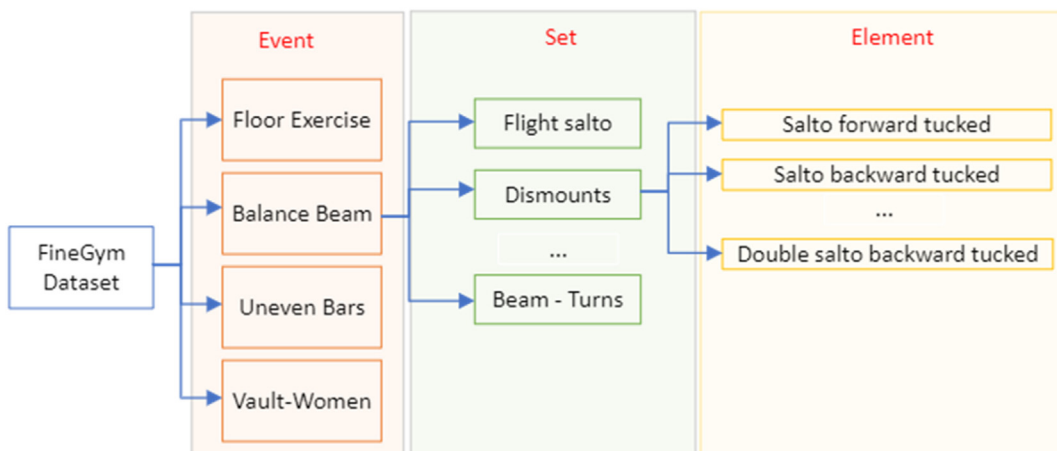 Event
Set
Element
FineGym
Dataset
Floor Exercise
Balance Beam
Uneven Bars
Vault-Women
Flight salto
Dismounts
...
Beam - Turns
Salto forward tucked
Salto backward tucked
...
Double salto backward tucked